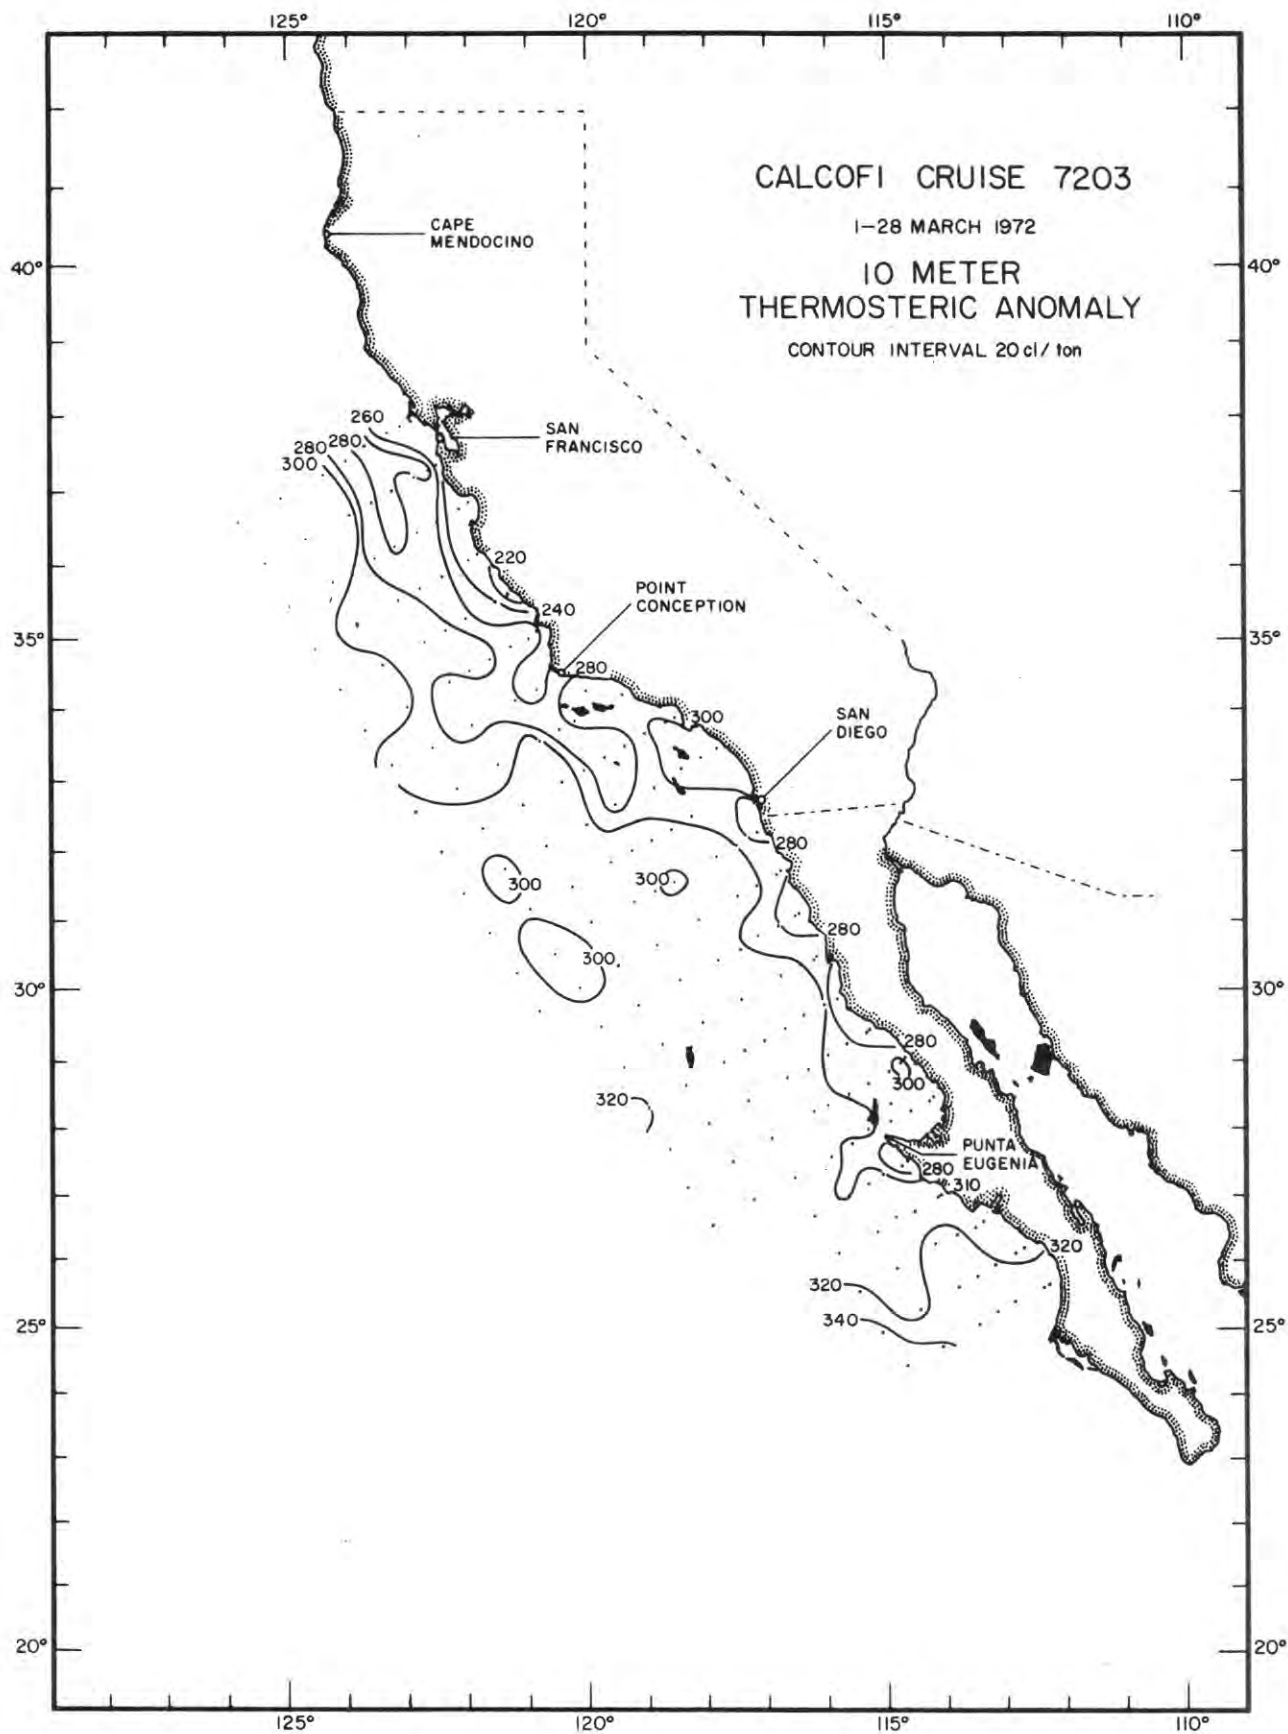 125° 120° 115° 110°
CALCOFI CRUISE 7203
1-28 MARCH 1972
10 METER
THERMOSTERIC ANOMALY
CONTOUR INTERVAL 20 cl/ton
CAPE
MENDOCINO
40° 40°
260
SAN
FRANCISCO
280 280
300
220
POINT
CONCEPTION
240
35° 35°
280
SAN
DIEGO
300
280
300 300
280
300
30° 30°
280
300
320
PUNTA
EUGENIA
280
310
320
320
340
25° 25°
20° 20°
125° 120° 115° 110°